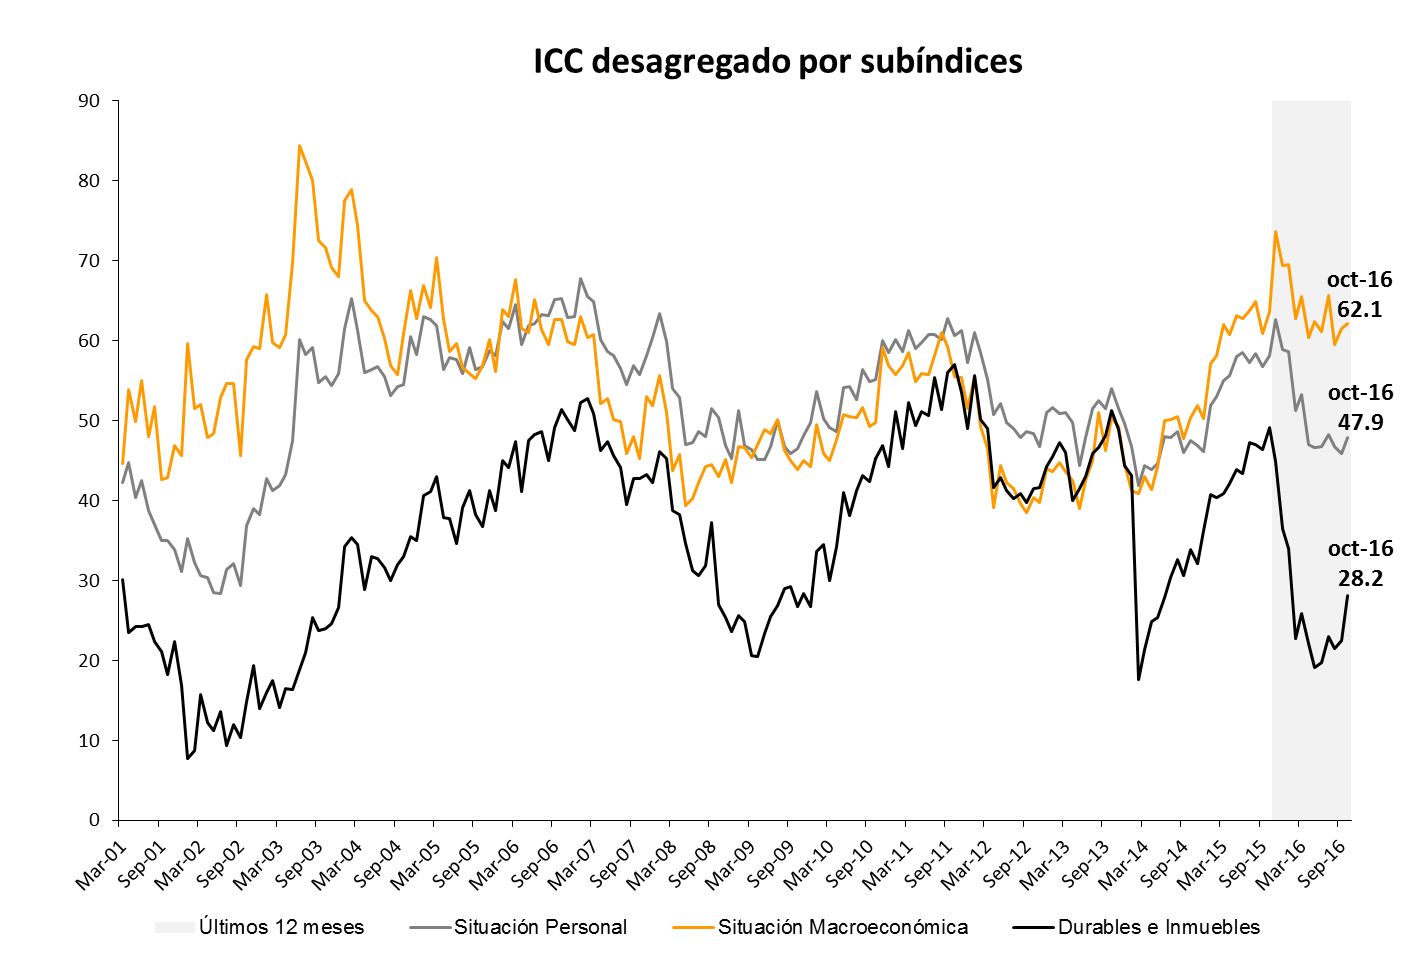 ICC desagregado por subíndices
90
80
70
60
50
40
30
20
10
0
oct-16
62.1
oct-16
47.9
oct-16
28.2
Mar-01
Sep-01
Mar-02
Sep-02
Mar-03
Sep-03
Mar-04
Sep-04
Mar-05
Sep-05
Mar-06
Sep-06
Mar-07
Sep-07
Mar-08
Sep-08
Mar-09
Sep-09
Mar-10
Sep-10
Mar-11
Sep-11
Mar-12
Sep-12
Mar-13
Sep-13
Mar-14
Sep-14
Mar-15
Sep-15
Mar-16
Sep-16
Últimos 12 meses
Situación Personal
Situación Macroeconómica
Durables e Inmuebles